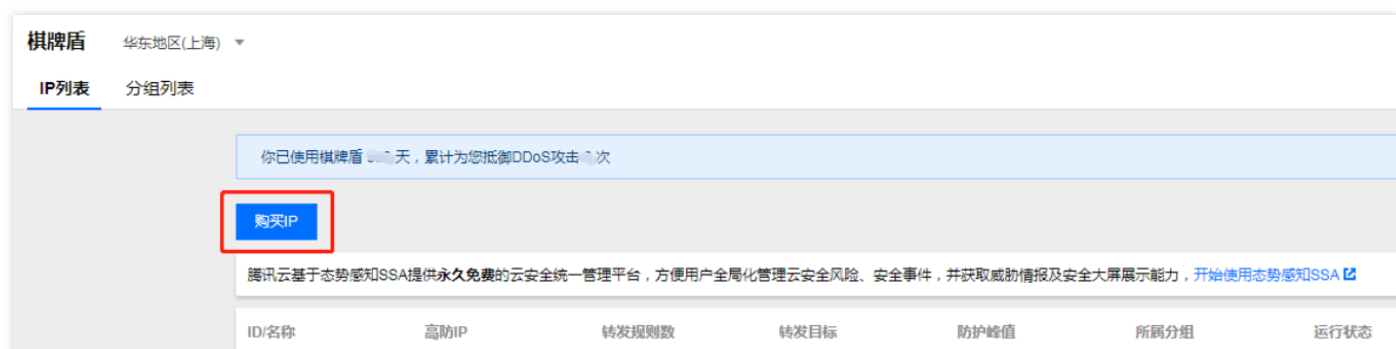 棋牌盾 华东地区(上海)
IP列表 分组列表
你已使用棋牌盾 天，累计为您抵御DDoS攻击 次
购买IP
腾讯云基于态势感知SSA提供永久免费的云安全统一管理平台，方便用户全局化管理云安全风险、安全事件，并获取威胁情报及安全大屏展示能力，开始使用态势感知SSA
ID/名称 高防IP 转发规则数 转发目标 防护峰值 所属分组 运行状态